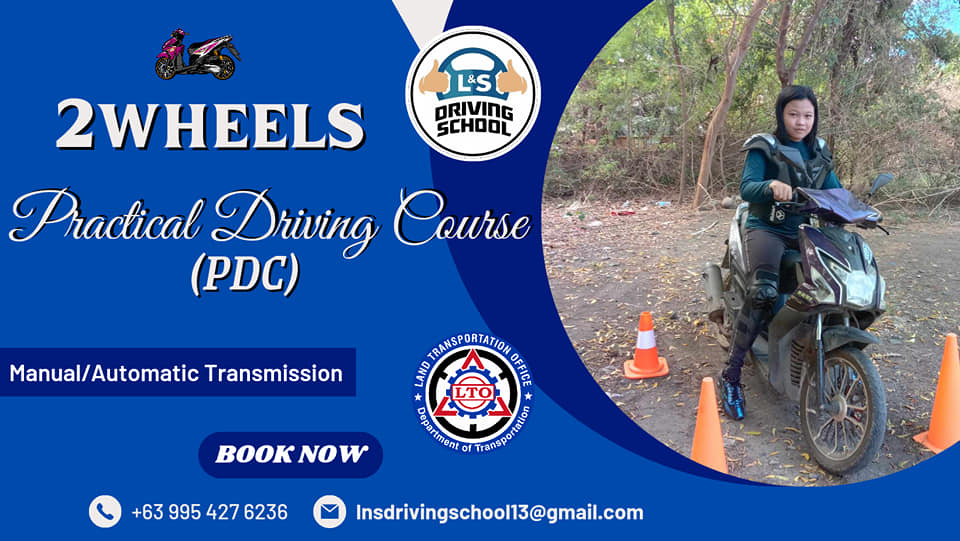 2WHEELS
L&S
DRIVING
SCHOOL
Practical Driving Course
(PDC)
Manual/Automatic Transmission
LAND TRANSPORTATION OFFICE
LTO
Department of Transportation
BOOK NOW
+63 995 427 6236
lnsdrivingschool13@gmail.com